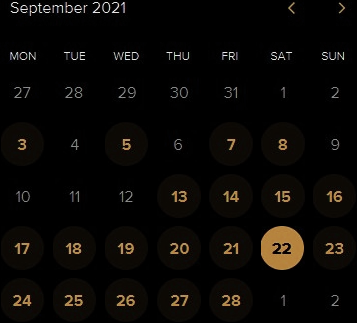 September 2021 < >
MON TUE WED THU FRI SAT SUN
27 28 29 30 31 1 2
3 4 5 6 7 8 9
10 11 12 13 14 15 16
17 18 19 20 21 22 23
24 25 26 27 28 1 2